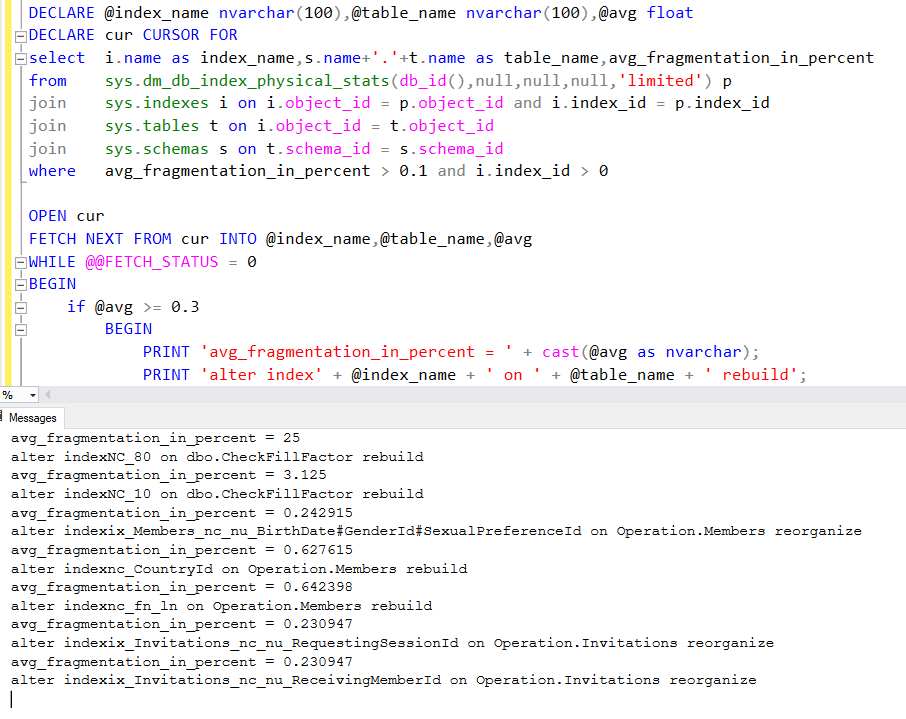 DECLARE @index_name nvarchar(100),@table_name nvarchar(100),@avg float
DECLARE cur CURSOR FOR
select  i.name as index_name,s.name+'.'+t.name as table_name,avg_fragmentation_in_percent
from    sys.dm_db_index_physical_stats(db_id(),null,null,null,'limited') p
join    sys.indexes i on i.object_id = p.object_id and i.index_id = p.index_id
join    sys.tables t on i.object_id = t.object_id
join    sys.schemas s on t.schema_id = s.schema_id
where   avg_fragmentation_in_percent > 0.1 and i.index_id > 0
OPEN cur
FETCH NEXT FROM cur INTO @index_name,@table_name,@avg
WHILE @@FETCH_STATUS = 0
BEGIN
    if @avg >= 0.3
        BEGIN
            PRINT 'avg_fragmentation_in_percent = ' + cast(@avg as nvarchar);
            PRINT 'alter index' + @index_name + ' on ' + @table_name + ' rebuild';
%
Messages
avg_fragmentation_in_percent = 25
alter indexNC_80 on dbo.CheckFillFactor rebuild
avg_fragmentation_in_percent = 3.125
alter indexNC_10 on dbo.CheckFillFactor rebuild
avg_fragmentation_in_percent = 0.242915
alter indexix_Members_nc_nu_BirthDate#GenderId#SexualPreferenceId on Operation.Members reorganize
avg_fragmentation_in_percent = 0.627615
alter indexnc_CountryId on Operation.Members rebuild
avg_fragmentation_in_percent = 0.642398
alter indexnc_fn_ln on Operation.Members rebuild
avg_fragmentation_in_percent = 0.230947
alter indexix_Invitations_nc_nu_RequestingSessionId on Operation.Invitations reorganize
avg_fragmentation_in_percent = 0.230947
alter indexix_Invitations_nc_nu_ReceivingMemberId on Operation.Invitations reorganize